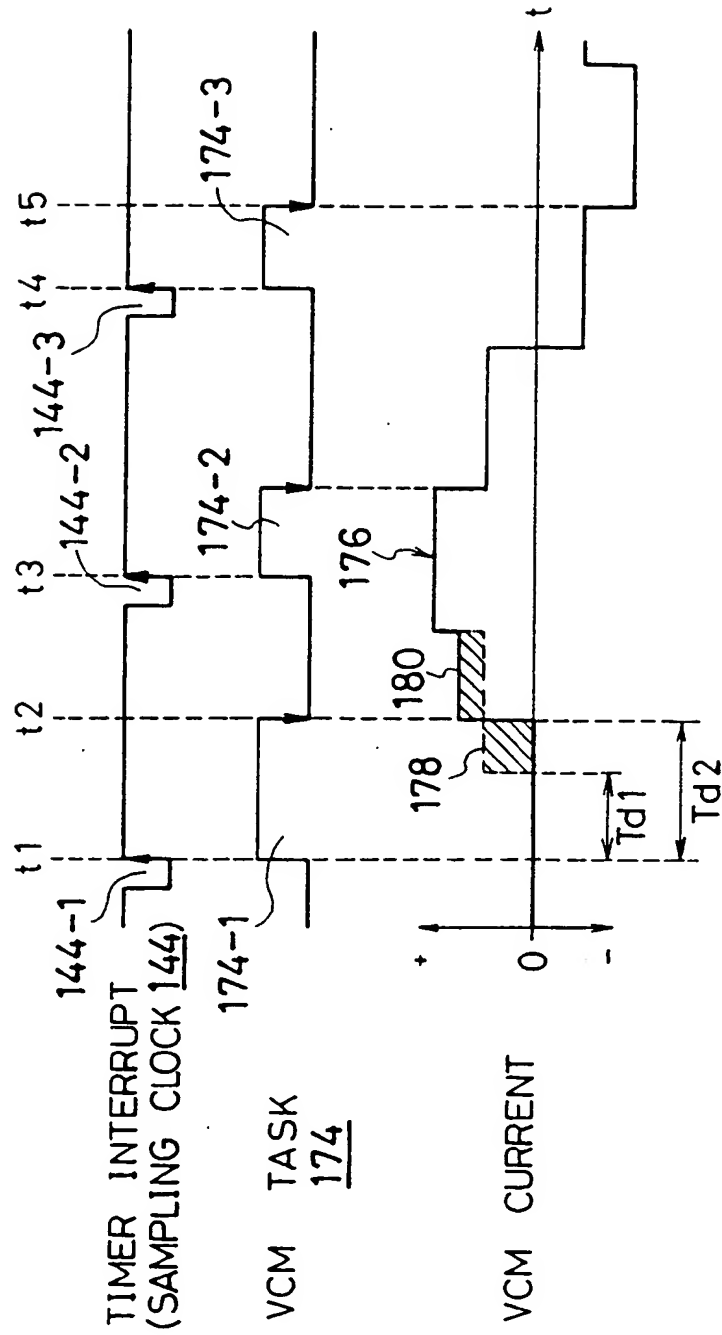 t1
t2
t3
t4
t5
144-1
144-2
144-3
TIMER INTERRUPT
(SAMPLING CLOCK 144)
174-1
174-2
174-3
VCM TASK
174
176
180
178
+
0
-
t
VCM CURRENT
Td1
Td2